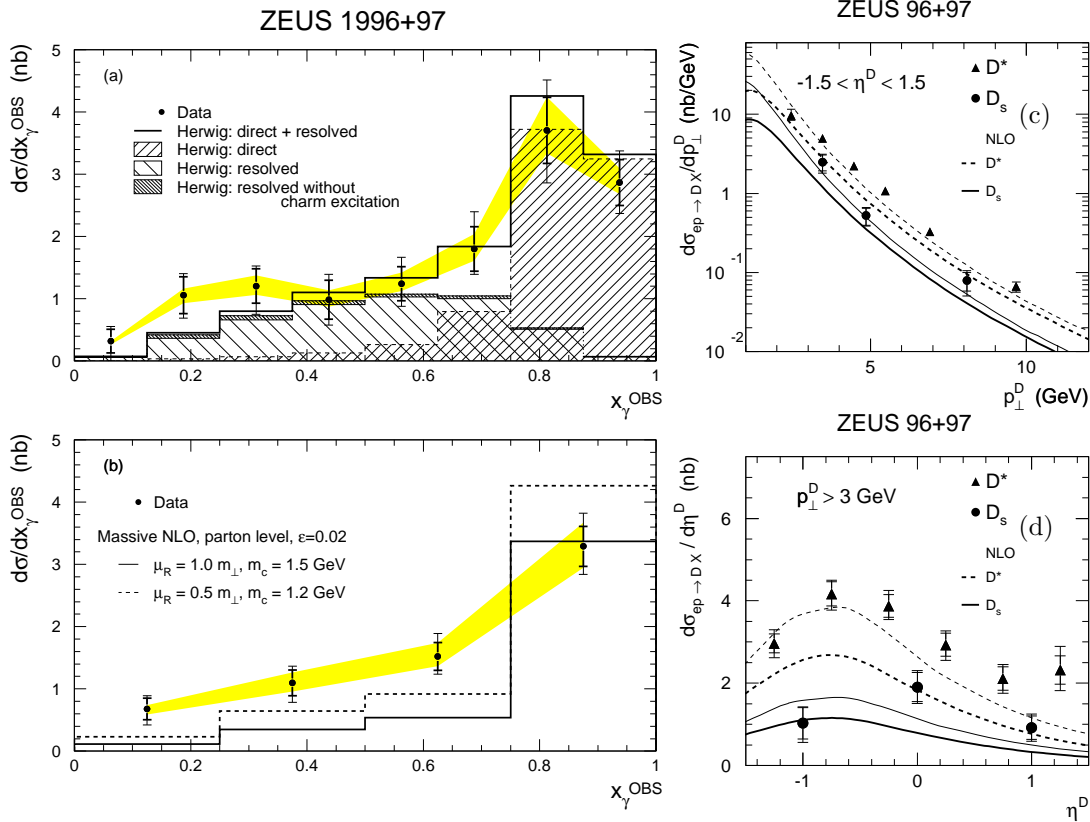 ZEUS 1996+97
dσ/dxγ^OBS (nb)
(a)
Data
Herwig: direct + resolved
Herwig: direct
Herwig: resolved
Herwig: resolved without
charm excitation
5
4
3
2
1
0
0 0.2 0.4 0.6 0.8 1
xγ^OBS
dσ/dxγ^OBS (nb)
(b)
Data
Massive NLO, parton level, ε=0.02
μ_R = 1.0 m_⊥, m_c = 1.5 GeV
μ_R = 0.5 m_⊥, m_c = 1.2 GeV
5
4
3
2
1
0
0 0.2 0.4 0.6 0.8 1
xγ^OBS
ZEUS 96+97
dσ_ep → D X/dp_⊥^D (nb/GeV)
-1.5 < η^D < 1.5
D*
D_s
(c)
NLO
D*
D_s
10
1
10^-1
10^-2
5 10
p_⊥^D (GeV)
ZEUS 96+97
dσ_ep → D X / dη^D (nb)
p_⊥^D > 3 GeV
D*
D_s
(d)
NLO
D*
D_s
6
4
2
0
-1 0 1
η^D